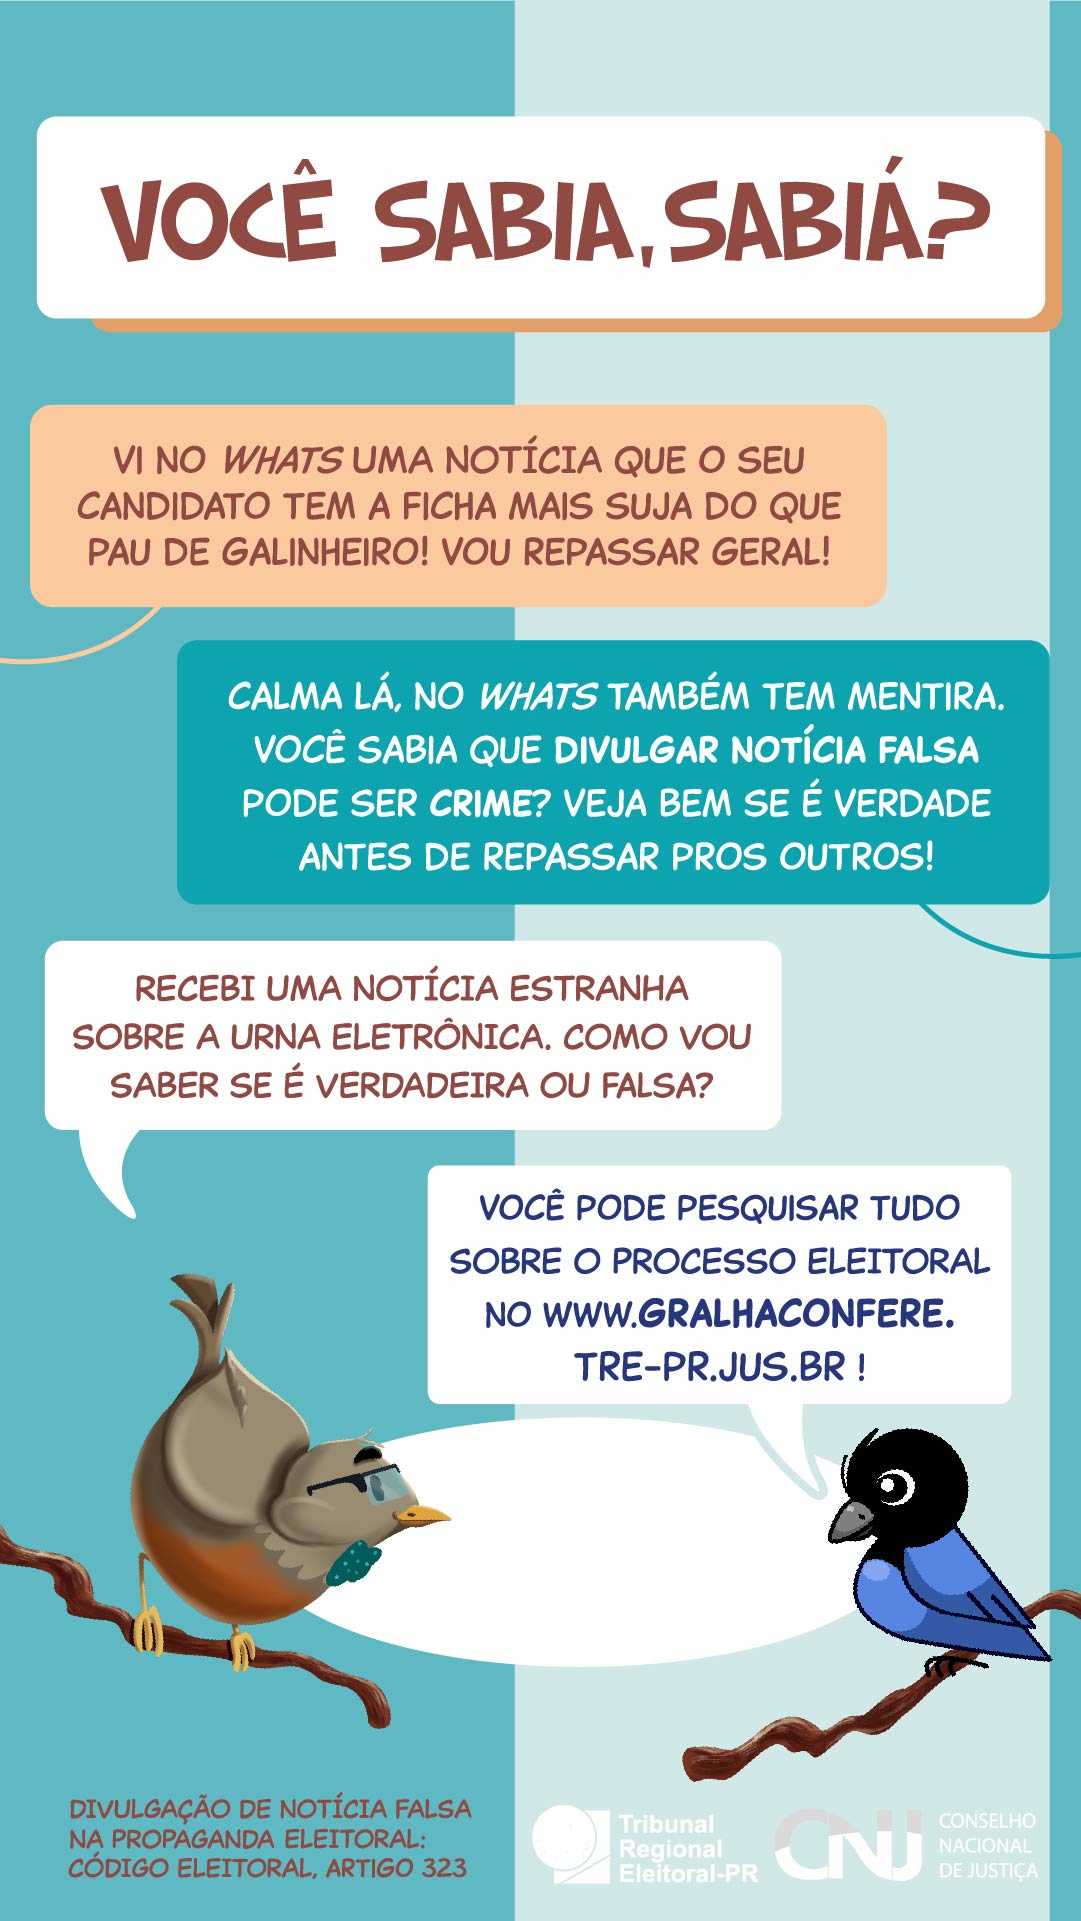 VOCÊ SABIA, SABIÁ?
VI NO WHATS UMA NOTÍCIA QUE O SEU
CANDIDATO TEM A FICHA MAIS SUJA DO QUE
PAU DE GALINHEIRO! VOU REPASSAR GERAL!
CALMA LÁ, NO WHATS TAMBÉM TEM MENTIRA.
VOCÊ SABIA QUE DIVULGAR NOTÍCIA FALSA
PODE SER CRIME? VEJA BEM SE É VERDADE
ANTES DE REPASSAR PROS OUTROS!
RECEBI UMA NOTÍCIA ESTRANHA
SOBRE A URNA ELETRÔNICA. COMO VOU
SABER SE É VERDADEIRA OU FALSA?
VOCÊ PODE PESQUISAR TUDO
SOBRE O PROCESSO ELEITORAL
NO WWW.GRALHACONFERE.
TRE-PR.JUS.BR !
DIVULGAÇÃO DE NOTÍCIA FALSA
NA PROPAGANDA ELEITORAL:
CÓDIGO ELEITORAL, ARTIGO 323
Tribunal
Regional
Eleitoral-PR
CNJ
CONSELHO
NACIONAL
DE JUSTIÇA